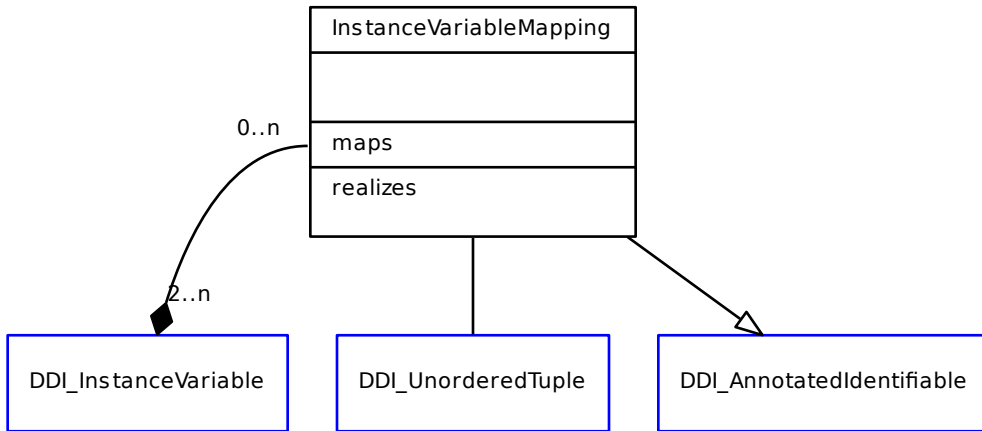 InstanceVariableMapping
0..n
maps
realizes
2..n
DDI_InstanceVariable
DDI_UnorderedTuple
DDI_AnnotatedIdentifiable